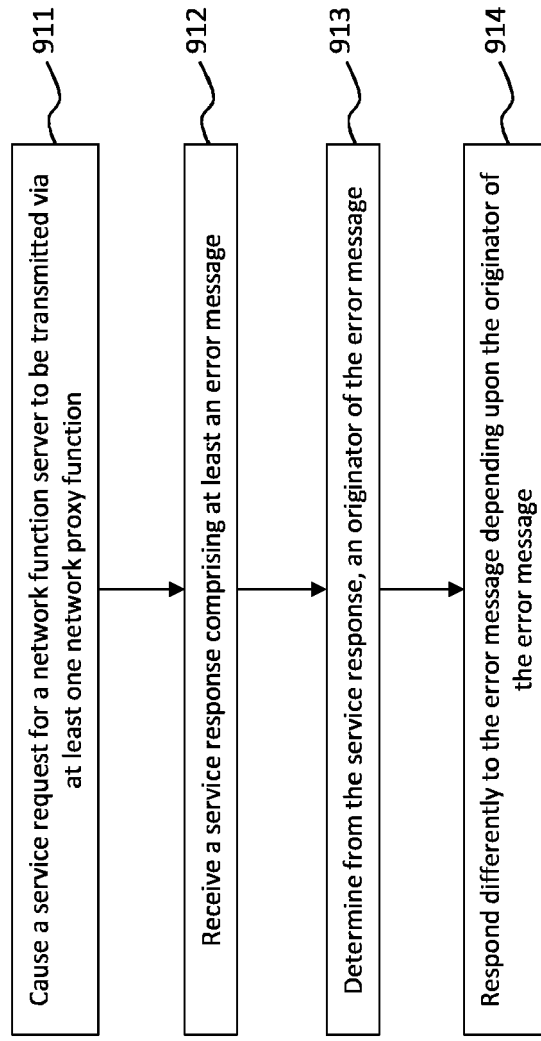 Cause a service request for a network function server to be transmitted via
at least one network proxy function
911
Receive a service response comprising at least an error message
912
Determine from the service response, an originator of the error message
913
Respond differently to the error message depending upon the originator of
the error message
914